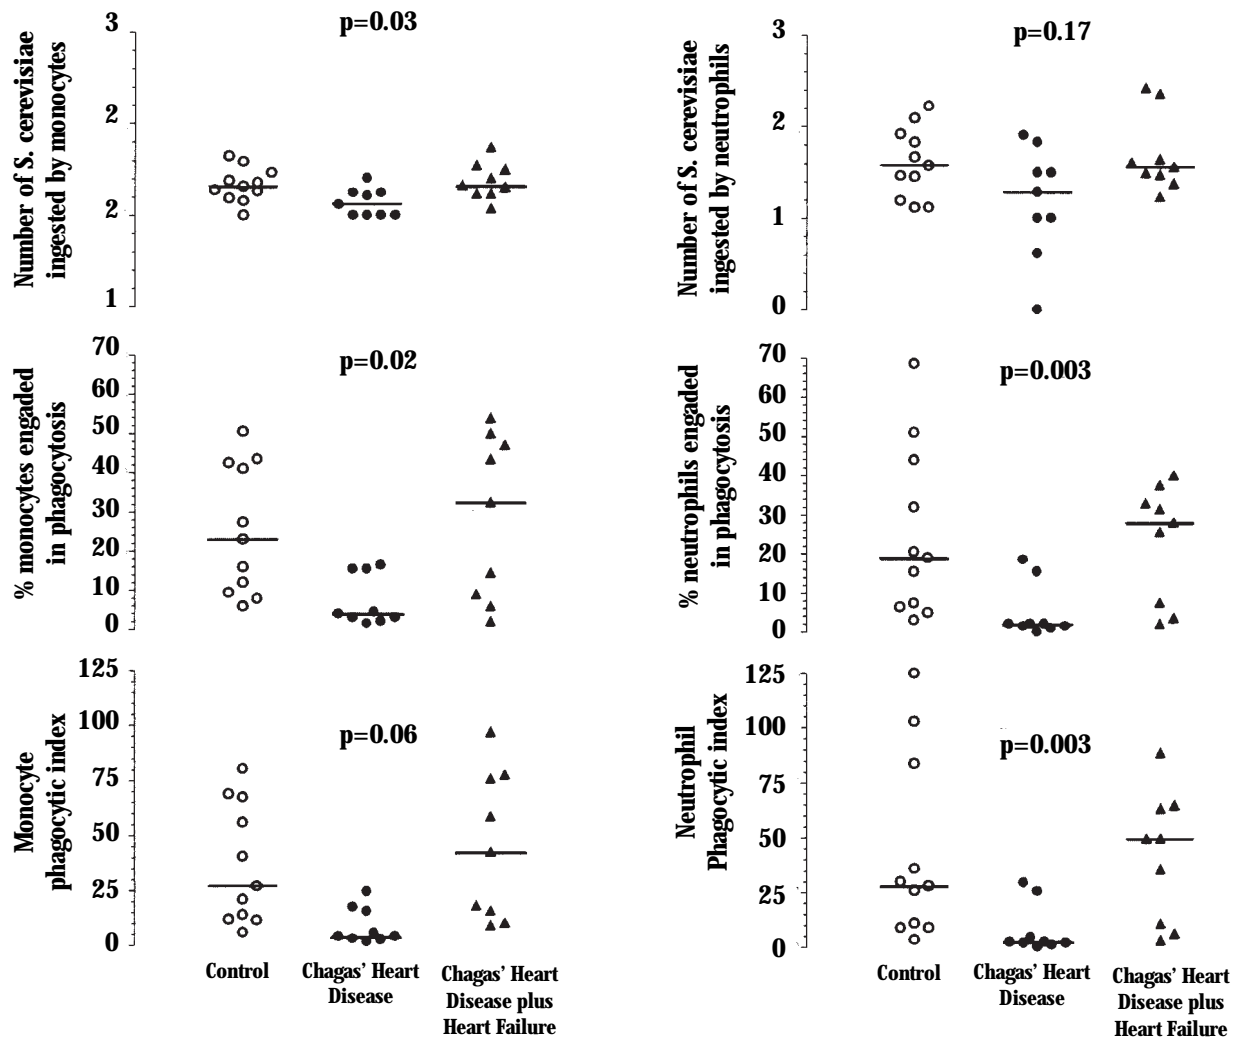 Number of S. cerevisiae
ingested by monocytes
3
2
2
1
p=0.03
Number of S. cerevisiae
ingested by neutrophils
3
2
1
0
p=0.17
% monocytes engaded
in phagocytosis
70
60
50
40
30
20
10
0
p=0.02
% neutrophils engaded
in phagocytosis
70
60
50
40
30
20
10
0
p=0.003
Monocyte
phagocytic index
125
100
75
50
25
0
p=0.06
Neutrophil
Phagocytic index
125
100
75
50
25
0
p=0.003
Control
Chagas' Heart
Disease
Chagas' Heart
Disease plus
Heart Failure
Control
Chagas' Heart
Disease
Chagas' Heart
Disease plus
Heart Failure